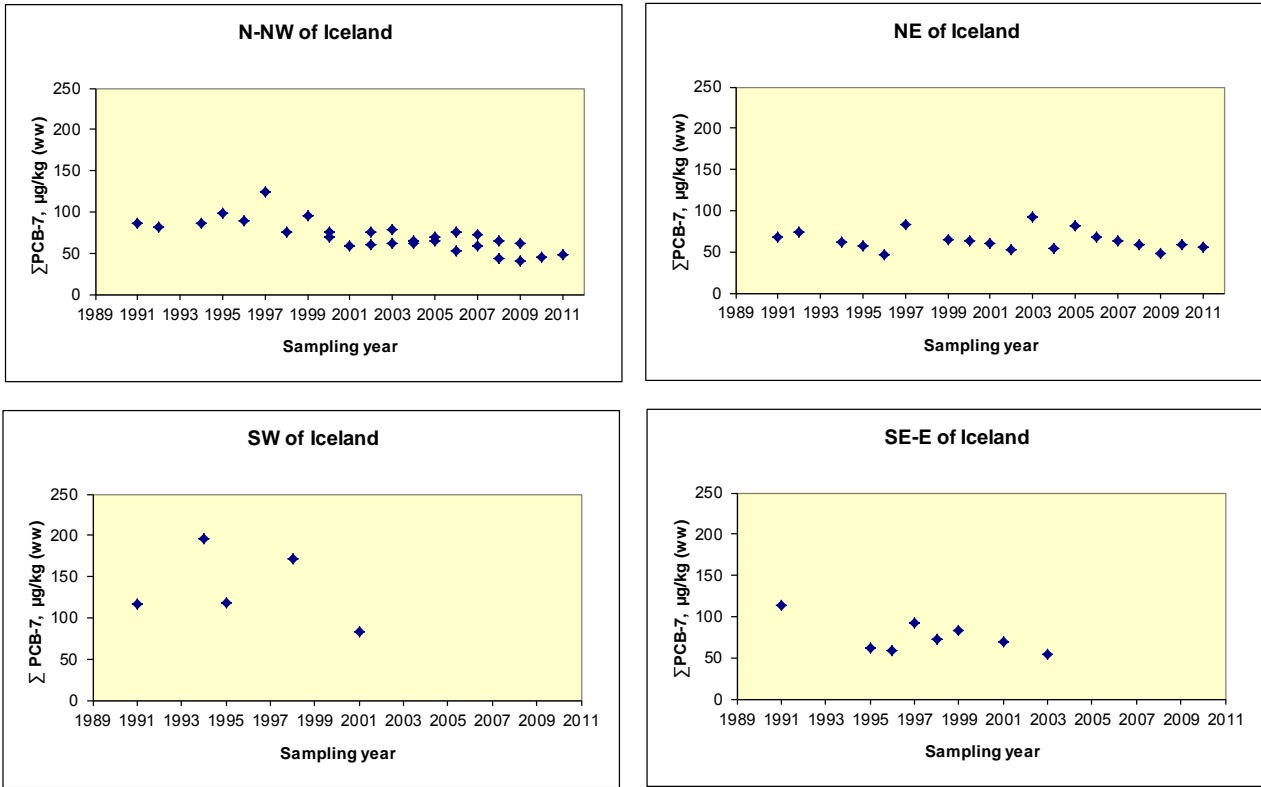 N-NW of Iceland
∑PCB-7, µg/kg (ww)
250
200
150
100
50
0
1989 1991 1993 1995 1997 1999 2001 2003 2005 2007 2009 2011
Sampling year
NE of Iceland
∑PCB-7, µg/kg (ww)
250
200
150
100
50
0
1989 1991 1993 1995 1997 1999 2001 2003 2005 2007 2009 2011
Sampling year
SW of Iceland
∑ PCB-7, µg/kg (ww)
250
200
150
100
50
0
1989 1991 1993 1995 1997 1999 2001 2003 2005 2007 2009 2011
Sampling year
SE-E of Iceland
∑PCB-7, µg/kg (ww)
250
200
150
100
50
0
1989 1991 1993 1995 1997 1999 2001 2003 2005 2007 2009 2011
Sampling year